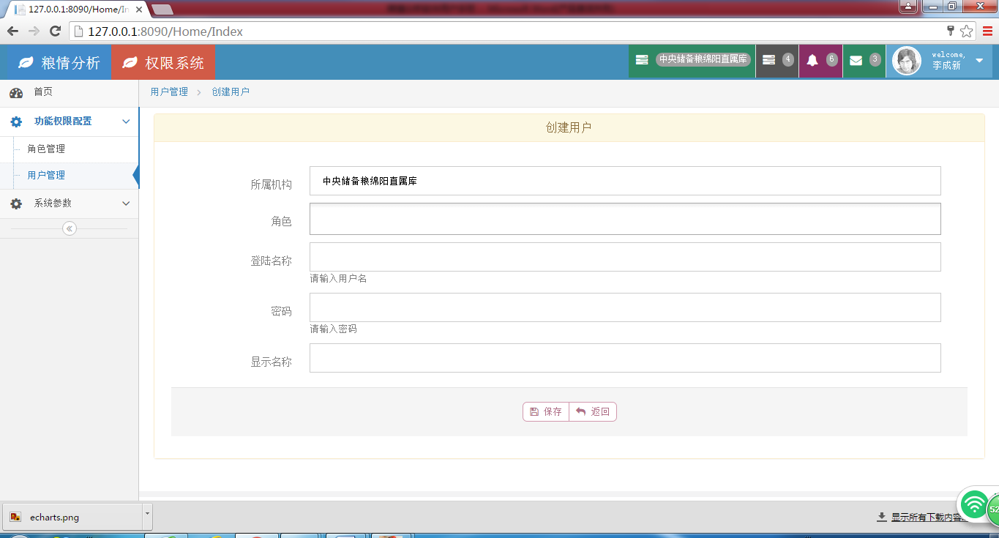 127.0.0.1:8090/Home/In
127.0.0.1:8090/Home/Index
粮情分析
权限系统
中央储备粮绵阳直属库
4
6
3
welcome,
李成新
首页
用户管理 > 创建用户
功能权限配置
角色管理
用户管理
系统参数
创建用户
所属机构
中央储备粮绵阳直属库
角色
登陆名称
请输入用户名
密码
请输入密码
显示名称
保存
返回
echarts.png
显示所有下载内容
52